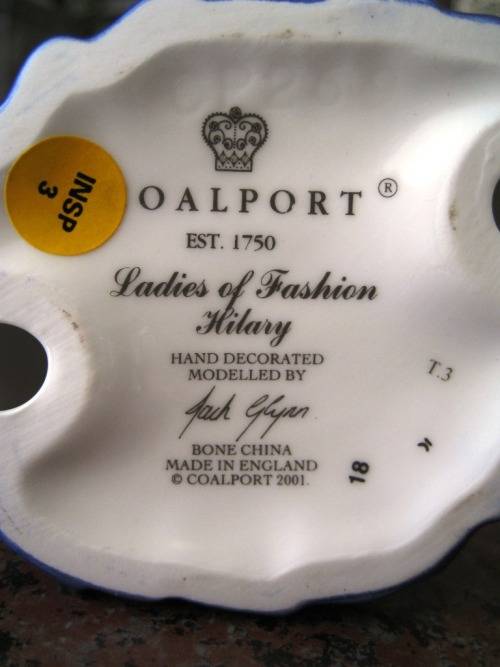 INSP
3
OALPORT ®
EST. 1750
Ladies of Fashion
Hilary
HAND DECORATED
MODELLED BY
Jack Glynn
BONE CHINA
MADE IN ENGLAND
© COALPORT 2001.
T.3
18